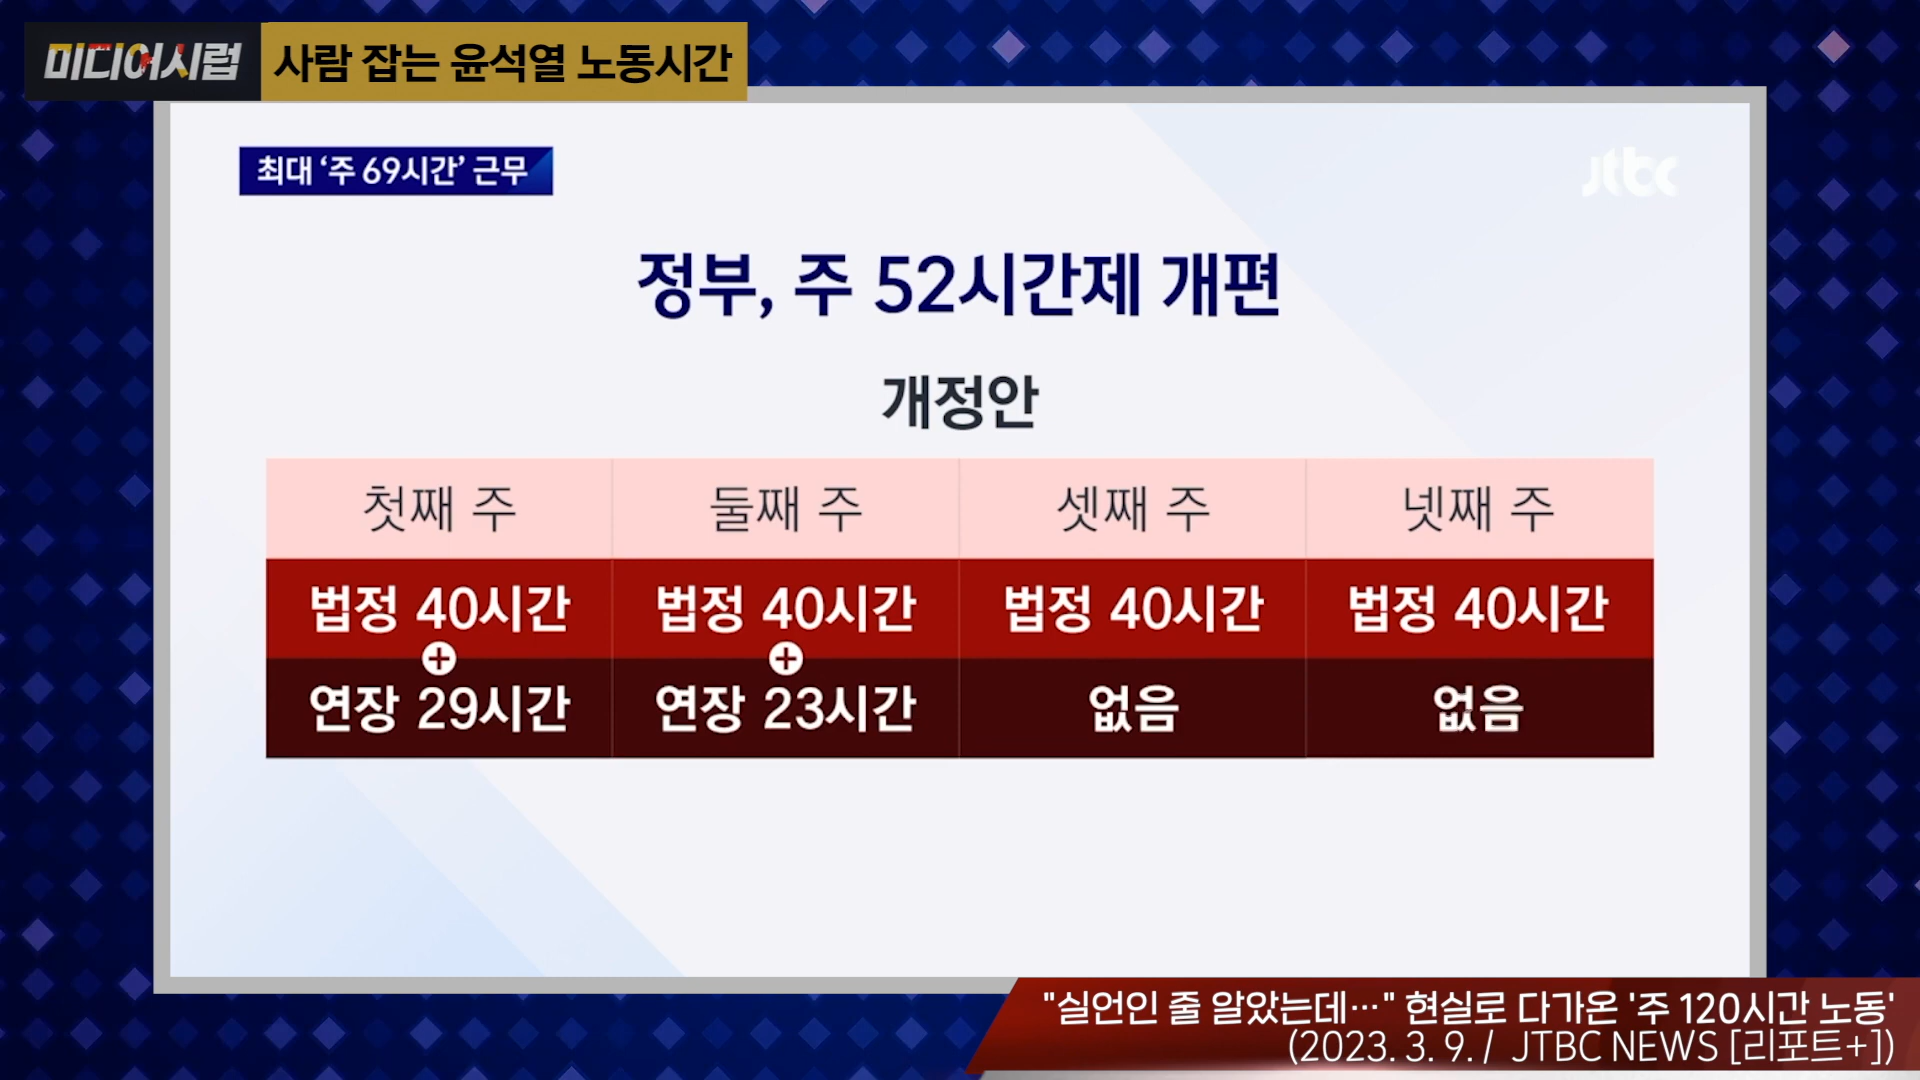 미디어시럽
사람 잡는 윤석열 노동시간
최대 ‘주 69시간’ 근무
jtbc
정부, 주 52시간제 개편
개정안
첫째 주 둘째 주 셋째 주 넷째 주
법정 40시간 법정 40시간 법정 40시간 법정 40시간
+ +
연장 29시간 연장 23시간 없음 없음
"실언인 줄 알았는데…" 현실로 다가온 '주 120시간 노동'
(2023. 3. 9. / JTBC NEWS [리포트+])